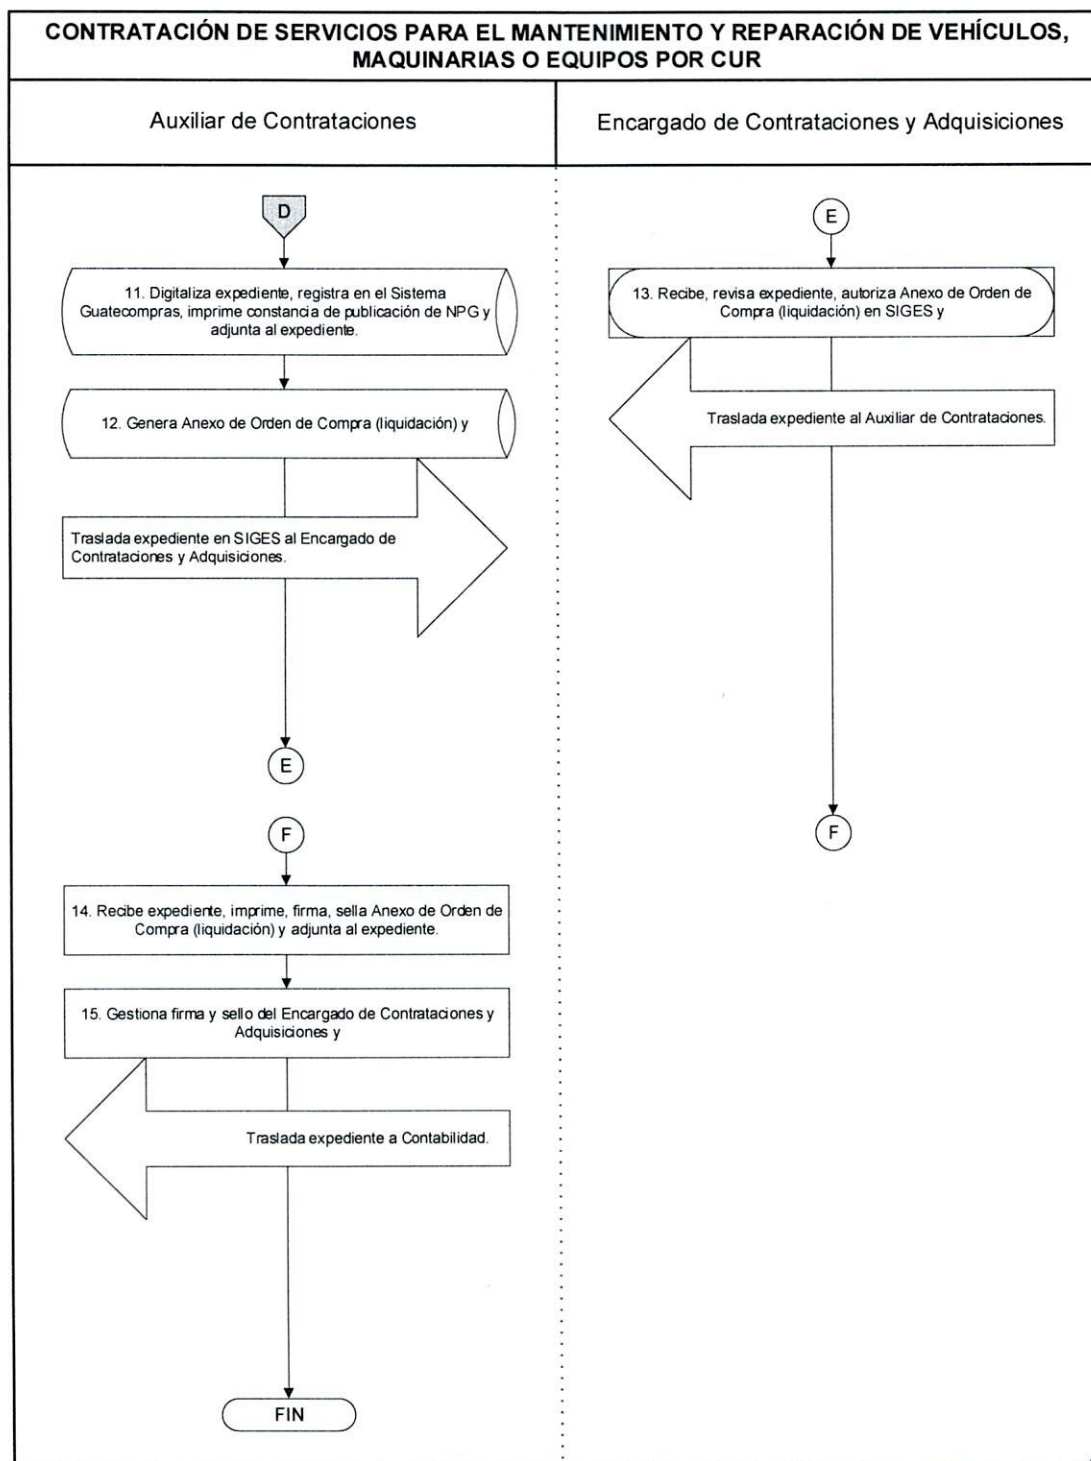 CONTRATACIÓN DE SERVICIOS PARA EL MANTENIMIENTO Y REPARACIÓN DE VEHÍCULOS,
MAQUINARIAS O EQUIPOS POR CUR
Auxiliar de Contrataciones
Encargado de Contrataciones y Adquisiciones
D
11. Digitaliza expediente, registra en el Sistema
Guatecompras, imprime constancia de publicación de NPG y
adjunta al expediente.
12. Genera Anexo de Orden de Compra (liquidación) y
Traslada expediente en SIGES al Encargado de
Contrataciones y Adquisiciones.
E
F
14. Recibe expediente, imprime, firma, sella Anexo de Orden de
Compra (liquidación) y adjunta al expediente.
15. Gestiona firma y sello del Encargado de Contrataciones y
Adquisiciones y
Traslada expediente a Contabilidad.
FIN
E
13. Recibe, revisa expediente, autoriza Anexo de Orden de
Compra (liquidación) en SIGES y
Traslada expediente al Auxiliar de Contrataciones.
F